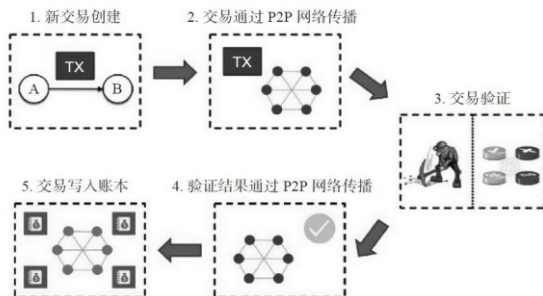 1. 新交易创建
2. 交易通过 P2P 网络传播
TX
A
B
TX
3. 交易验证
5. 交易写入账本
4. 验证结果通过 P2P 网络传播